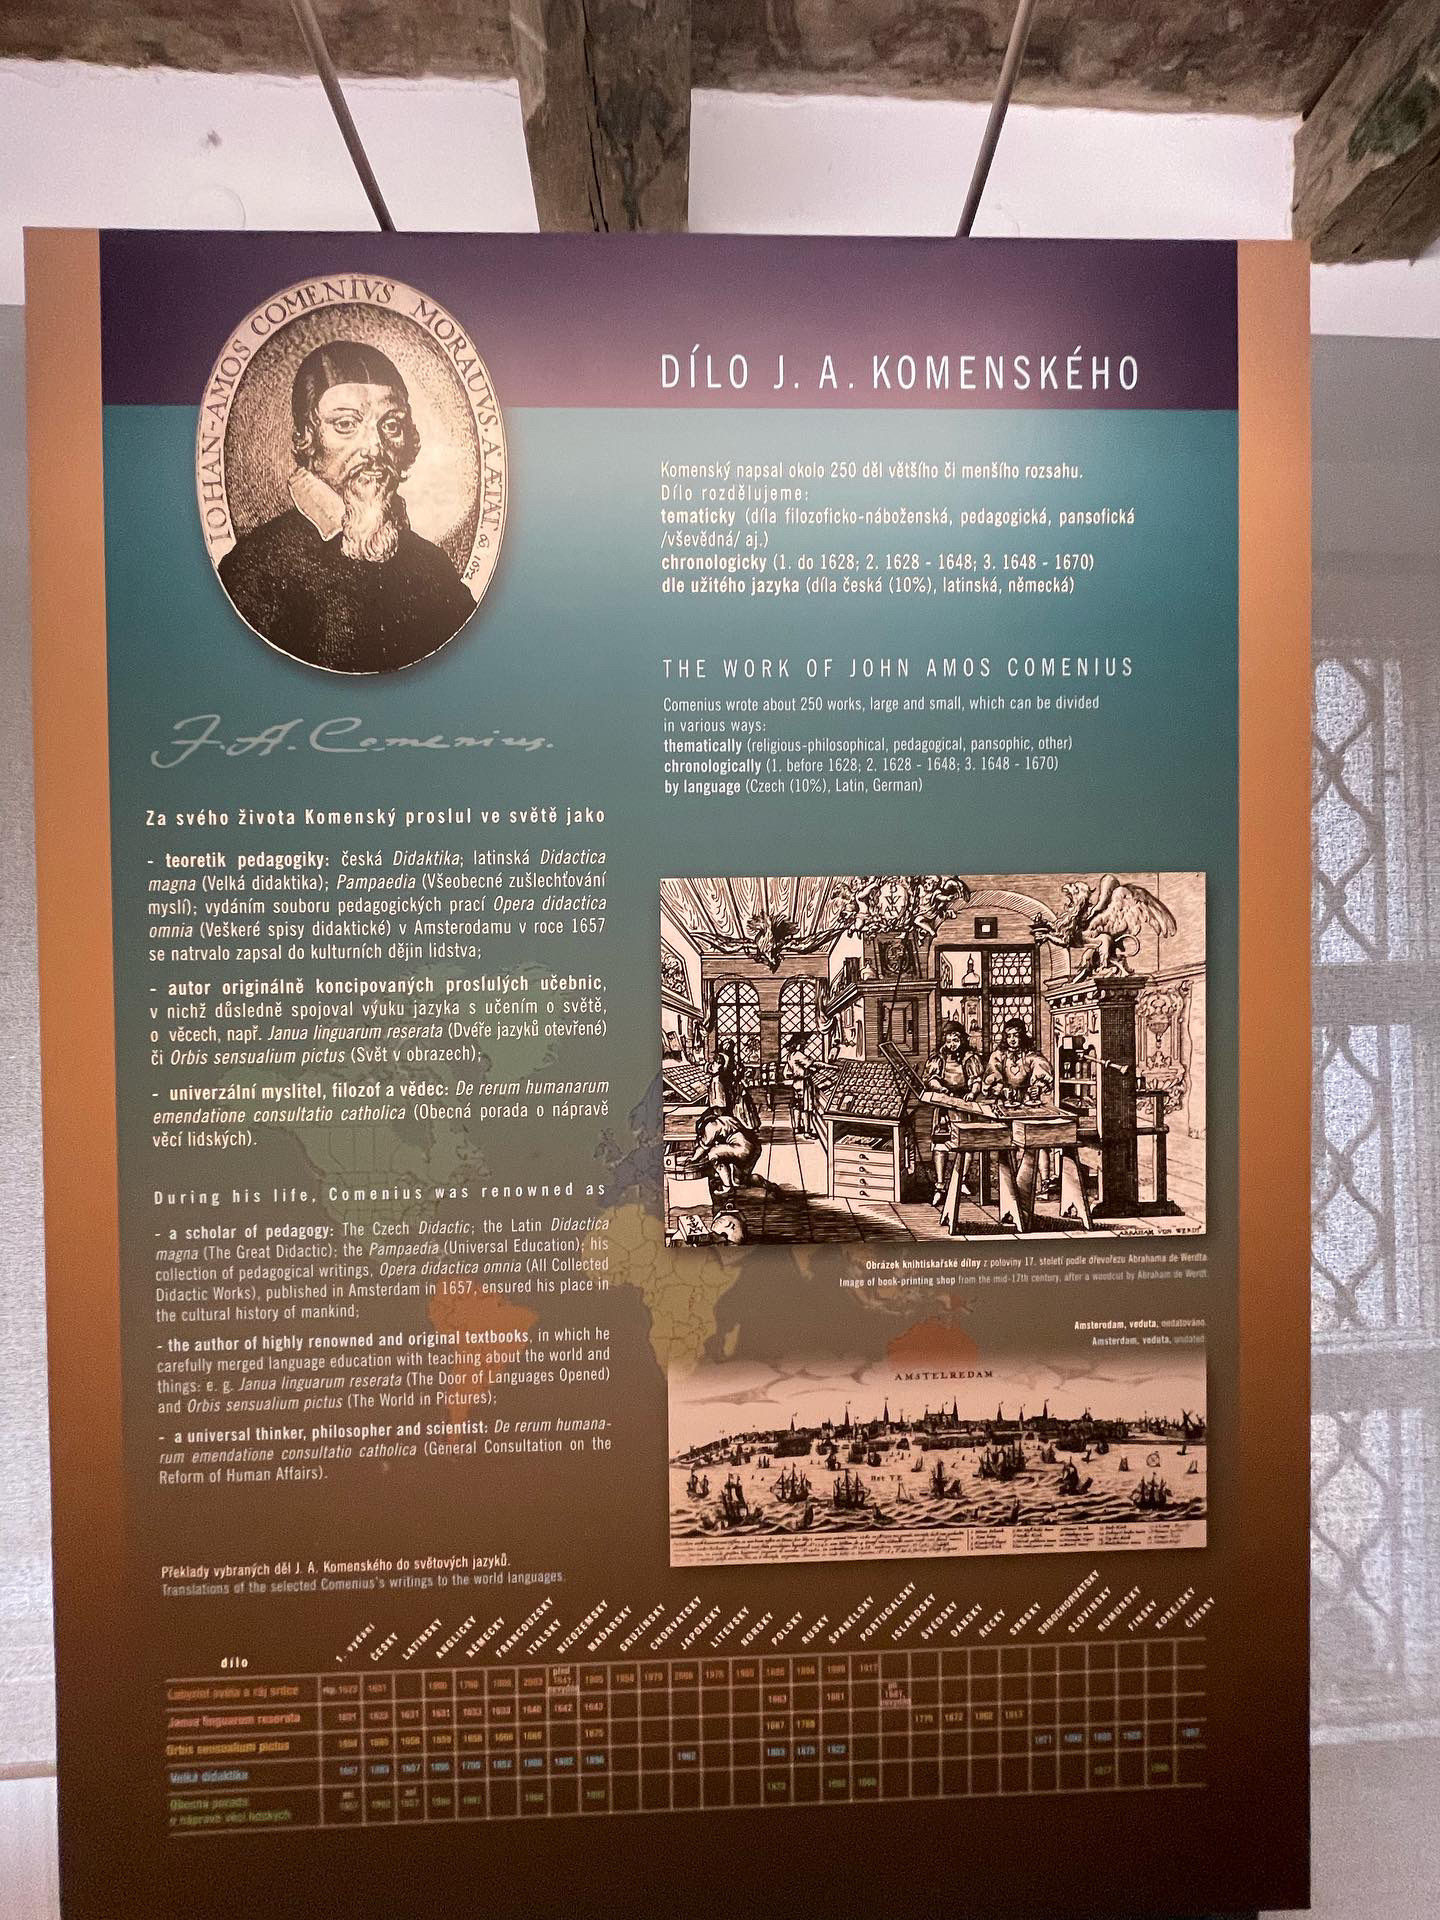 IOHAN-AMOS COMENIVS MORAUVS. A. ÆTAT. 50 1652
DÍLO J. A. KOMENSKÉHO
Komenský napsal okolo 250 děl většího či menšího rozsahu.
Dílo rozdělujeme:
tematicky (díla filozoficko-náboženská, pedagogická, pansofická
/vševědná/ aj.)
chronologicky (1. do 1628; 2. 1628 - 1648; 3. 1648 - 1670)
dle užitého jazyka (díla česká (10%), latinská, německá)
THE WORK OF JOHN AMOS COMENIUS
Comenius wrote about 250 works, large and small, which can be divided
in various ways:
thematically (religious-philosophical, pedagogical, pansophic, other)
chronologically (1. before 1628; 2. 1628 - 1648; 3. 1648 - 1670)
by language (Czech (10%), Latin, German)
J. A. Comenius.
Za svého života Komenský proslul ve světě jako
- teoretik pedagogiky: česká Didaktika; latinská Didactica
magna (Velká didaktika); Pampaedia (Všeobecné zušlechťování
myslí); vydáním souboru pedagogických prací Opera didactica
omnia (Veškeré spisy didaktické) v Amsterodamu v roce 1657
se natrvalo zapsal do kulturních dějin lidstva;
- autor originálně koncipovaných proslulých učebnic,
v nichž důsledně spojoval výuku jazyka s učením o světě,
o věcech, např. Janua linguarum reserata (Dvéře jazyků otevřené)
či Orbis sensualium pictus (Svět v obrazech);
- univerzální myslitel, filozof a vědec: De rerum humanarum
emendatione consultatio catholica (Obecná porada o nápravě
věcí lidských).
During his life, Comenius was renowned as
- a scholar of pedagogy: The Czech Didactic; the Latin Didactica
magna (The Great Didactic); the Pampaedia (Universal Education); his
collection of pedagogical writings, Opera didactica omnia (All Collected
Didactic Works), published in Amsterdam in 1657, ensured his place in
the cultural history of mankind;
- the author of highly renowned and original textbooks, in which he
carefully merged language education with teaching about the world and
things: e. g. Janua linguarum reserata (The Door of Languages Opened)
and Orbis sensualium pictus (The World in Pictures);
- a universal thinker, philosopher and scientist: De rerum humana-
rum emendatione consultatio catholica (General Consultation on the
Reform of Human Affairs).
ABRAHAM VON WERDT
Obrázek knihtiskařské dílny z poloviny 17. století podle dřevořezu Abrahama de Werdta
Image of book-printing shop from the mid-17th century, after a woodcut by Abraham de Werdt.
Amsterodam, veduta, nedatováno
Amsterdam, veduta, undated
AMSTELREDAM
Překlady vybraných děl J. A. Komenského do světových jazyků.
Translations of the selected Comenius's writings to the world languages.
dílo 1. vydání ČESKY LATINSKY ANGLICKY NĚMECKY FRANCOUZSKY ITALSKY NIZOZEMSKY MAĎARSKY GRUZÍNSKY CHORVATSKY JAPONSKY LITEVSKY NORSKY POLSKY RUSKY ŠPANĚLSKY PORTUGALSKY ISLANDSKY ŠVÉDSKY DÁNSKY ŘECKY SRBSKY SRBOCHORVATSKY SLOVINSKY RUMUNSKY FINSKY KOREJSKY ČÍNSKY
Labyrint světa a ráj srdce
Janua linguarum reserata
Orbis sensualium pictus
Velká didaktika
Obecná porada
o nápravě věcí lidských